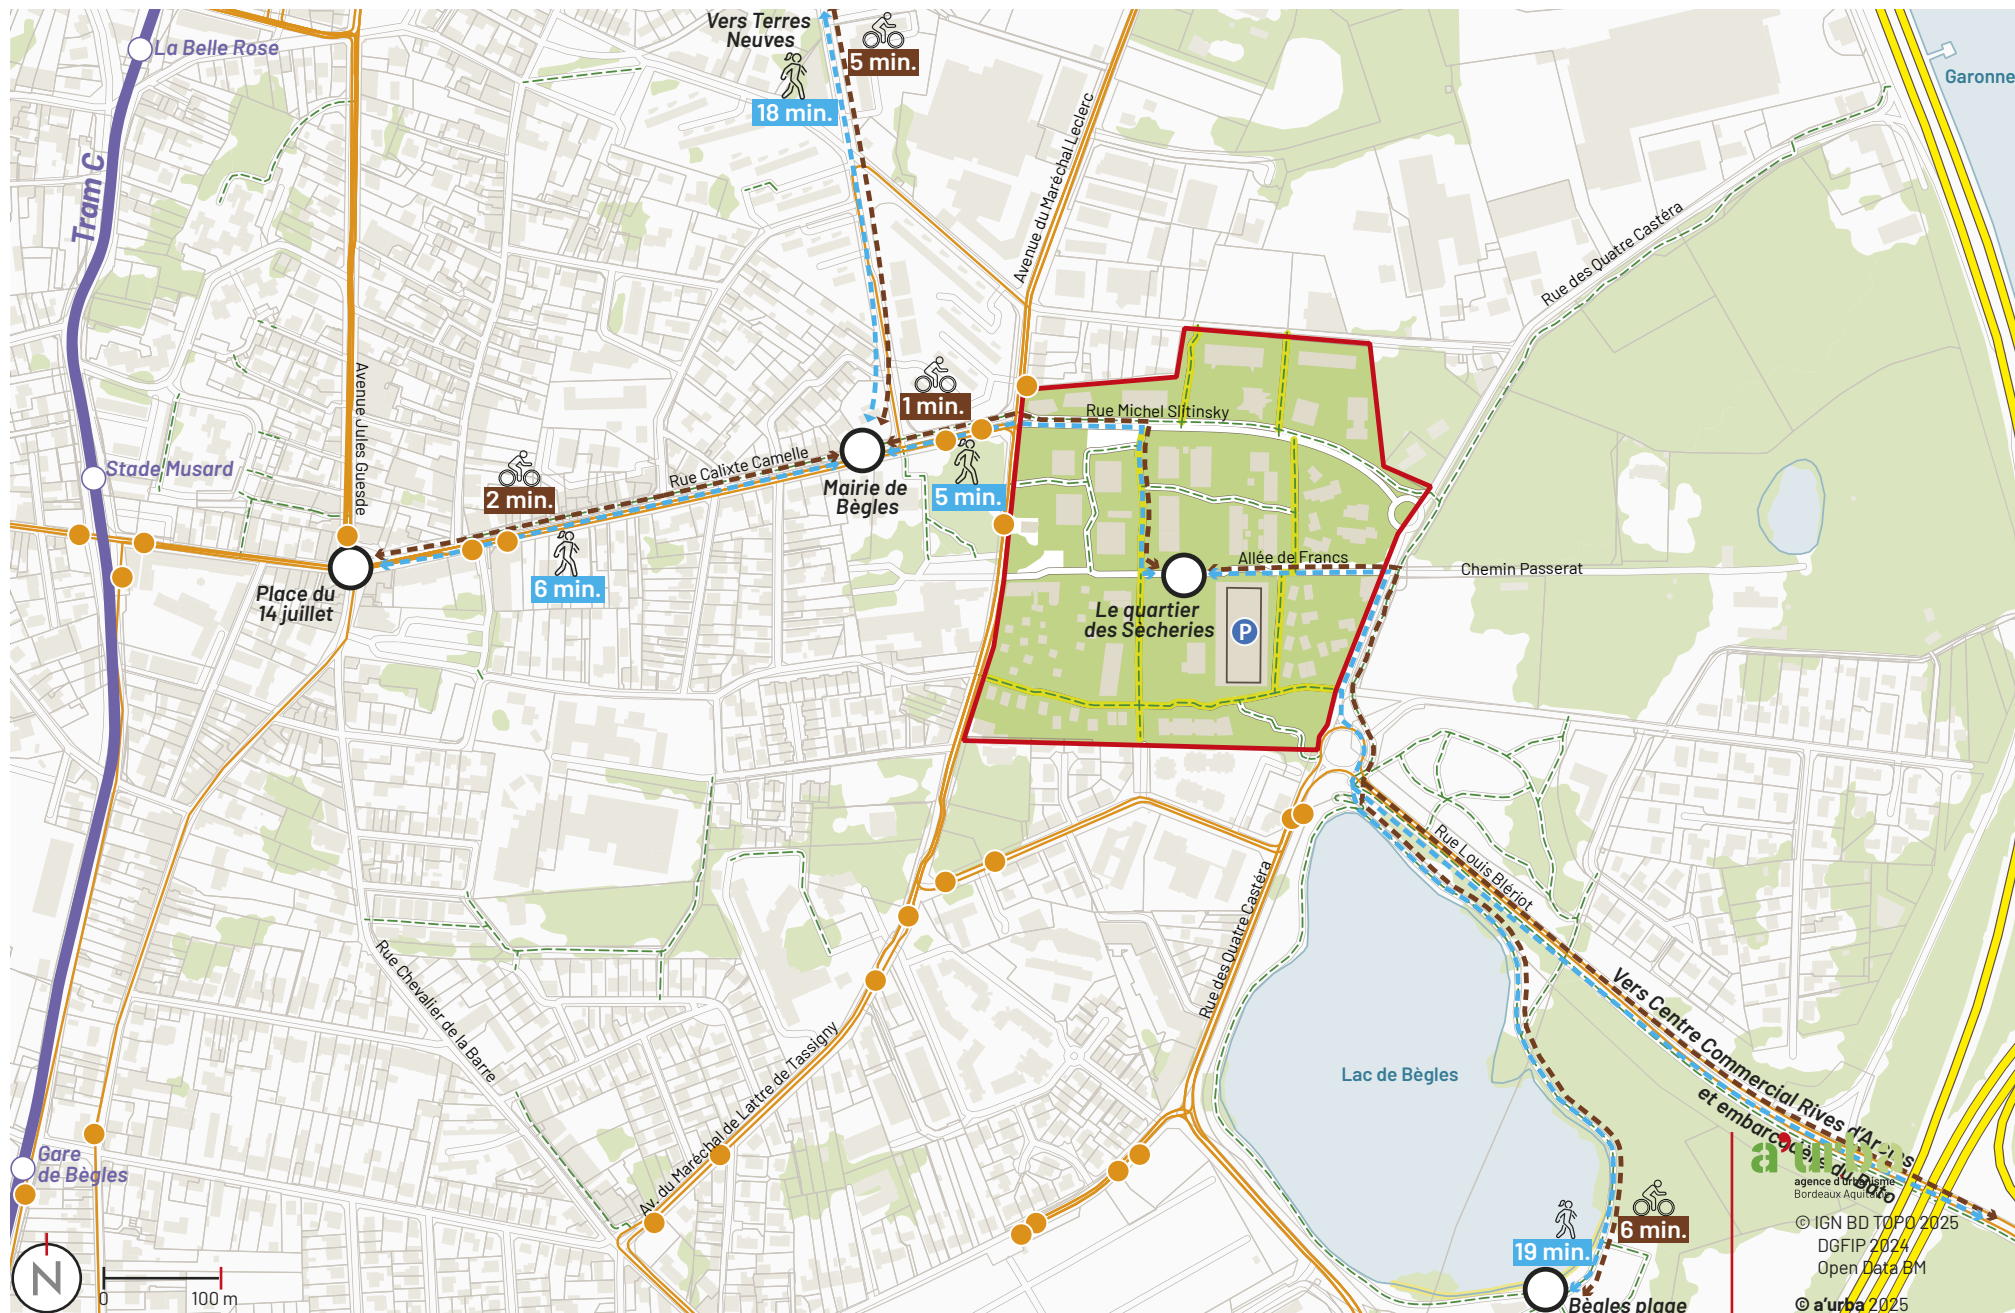 Vers Terres
Neuves
5 min.
18 min.
La Belle Rose
Garonne
Tram C
Avenue du Maréchal Leclerc
Rue des Quatre Castéra
Avenue Jules Guesde
1 min.
Rue Michel Slitinsky
Stade Musard
Rue Calixte Camelle
2 min.
Mairie de
Bègles
5 min.
6 min.
Place du
14 juillet
Allée de Francs
Chemin Passerat
Le quartier
des Sècheries
P
Rue Louis Blériot
Rue des Quatre Castéra
Rue Chevalier de la Barre
Av. du Maréchal de Lattre de Tassigny
Vers Centre Commercial Rives d'Arcins
et embarcadère du Bato
Lac de Bègles
Gare
de Bègles
a'urba
agence d'urbanisme
Bordeaux Aquitaine
6 min.
19 min.
Bègles plage
N
0 100 m
© IGN BD TOPO 2025
DGFIP 2024
Open Data BM
© a'urba 2025